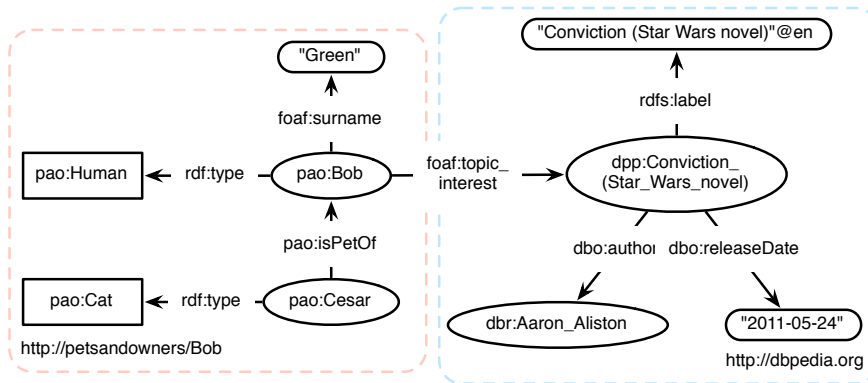 "Conviction (Star Wars novel)"@en
"Green"
rdfs:label
foaf:surname
pao:Human
rdf:type
pao:Bob
foaf:topic_
interest
dpp:Conviction_
(Star_Wars_novel)
pao:isPetOf
dbo:author
dbo:releaseDate
pao:Cat
rdf:type
pao:Cesar
dbr:Aaron_Aliston
"2011-05-24"
http://petsandowners/Bob
http://dbpedia.org